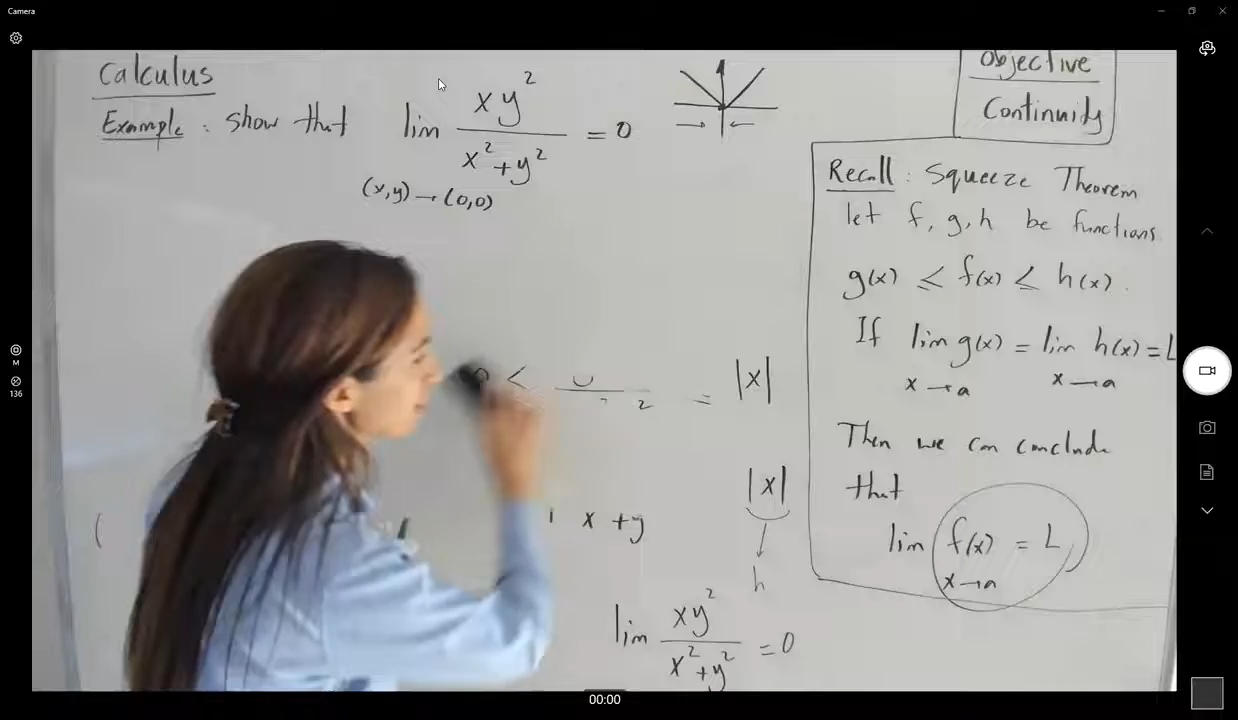 Camera
Calculus
Example : show that lim xy² / x²+y² = 0
(x,y) → (0,0)
Objective
Continuity
Recall : Squeeze Theorem
let f, g, h be functions
g(x) ≤ f(x) ≤ h(x).
If lim g(x) = lim h(x) = L
x→a x→a
Then we can conclude
that
lim f(x) = L
x→a
= |x|
|x|
x + y
h
lim xy² / x²+y² = 0
M
136
00:00